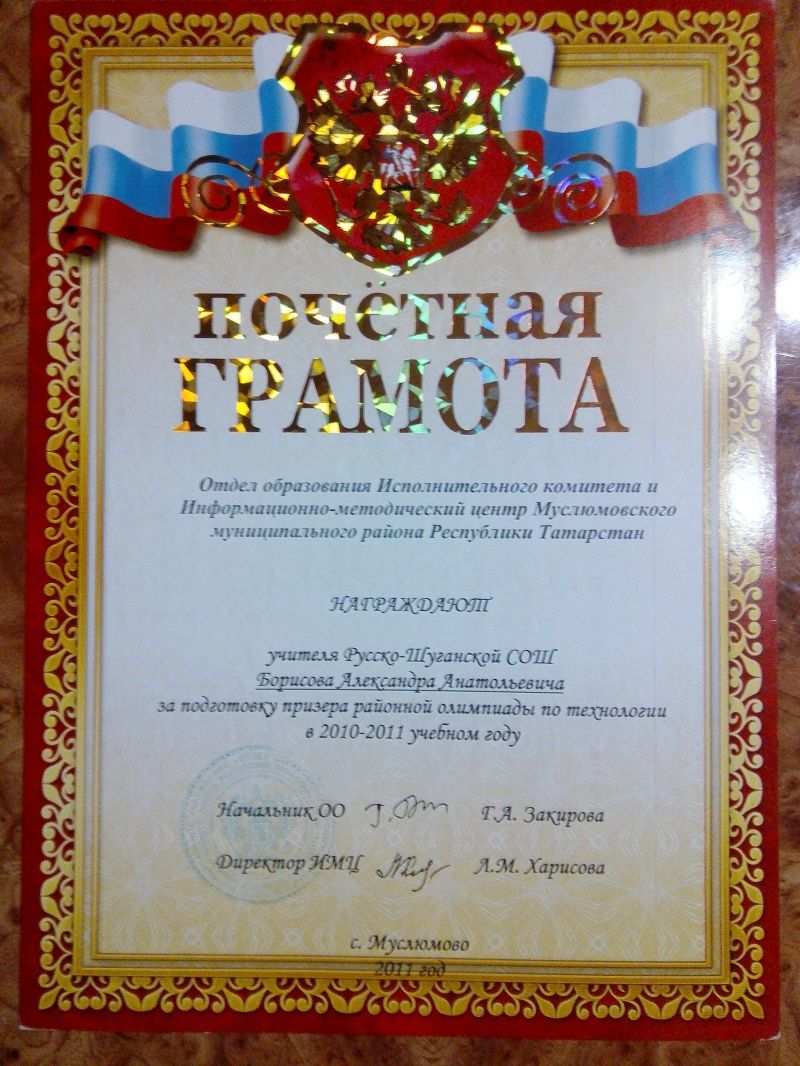 почётная
ГРАМОТА
Отдел образования Исполнительного комитета и
Информационно-методический центр Муслюмовского
муниципального района Республики Татарстан
НАГРАЖДАЮТ
учителя Русско-Шуганской СОШ
Борисова Александра Анатольевича
за подготовку призера районной олимпиады по технологии
в 2010-2011 учебном году
Начальник ОО Г.А. Закирова
Директор ИМЦ Л.М. Харисова
с. Муслюмово
2011 год